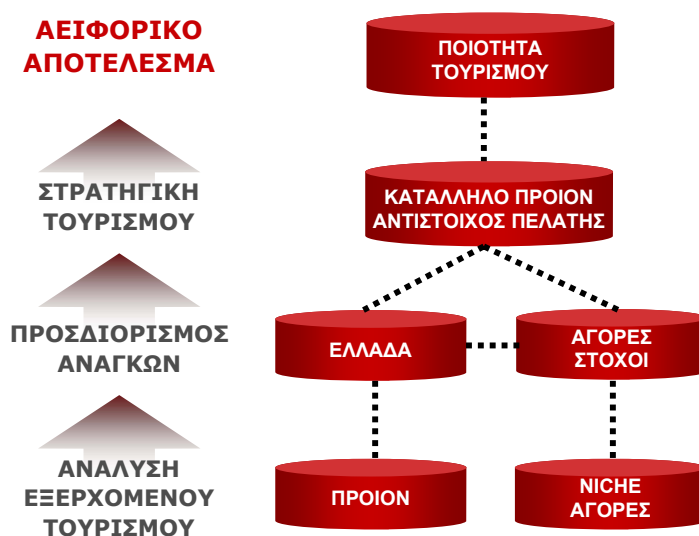 ΑΕΙΦΟΡΙΚΟ
ΑΠΟΤΕΛΕΣΜΑ
ΠΟΙΟΤΗΤΑ
ΤΟΥΡΙΣΜΟΥ
ΣΤΡΑΤΗΓΙΚΗ
ΤΟΥΡΙΣΜΟΥ
ΚΑΤΑΛΛΗΛΟ ΠΡΟΙΟΝ
ΑΝΤΙΣΤΟΙΧΟΣ ΠΕΛΑΤΗΣ
ΠΡΟΣΔΙΟΡΙΣΜΟΣ
ΑΝΑΓΚΩΝ
ΕΛΛΑΔΑ
ΑΓΟΡΕΣ
ΣΤΟΧΟΙ
ΑΝΑΛΥΣΗ
ΕΞΕΡΧΟΜΕΝΟΥ
ΤΟΥΡΙΣΜΟΥ
ΠΡΟΙΟΝ
NICHE
ΑΓΟΡΕΣ